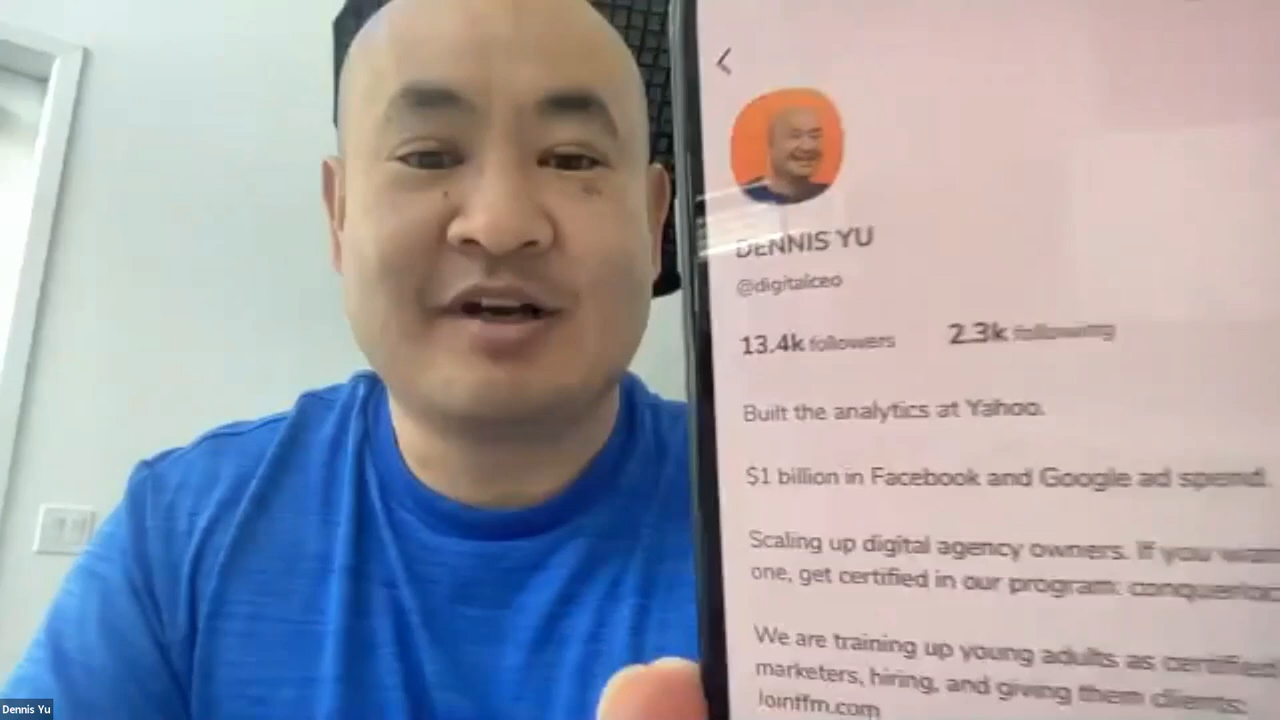 DENNIS YU
@digitalceo
13.4k followers 2.3k following
Built the analytics at Yahoo.
$1 billion in Facebook and Google ad spend.
Scaling up digital agency owners. If you
one, get certified in our program:
We are training up young adults as certified
marketers, hiring, and giving them clients:
Dennis Yu